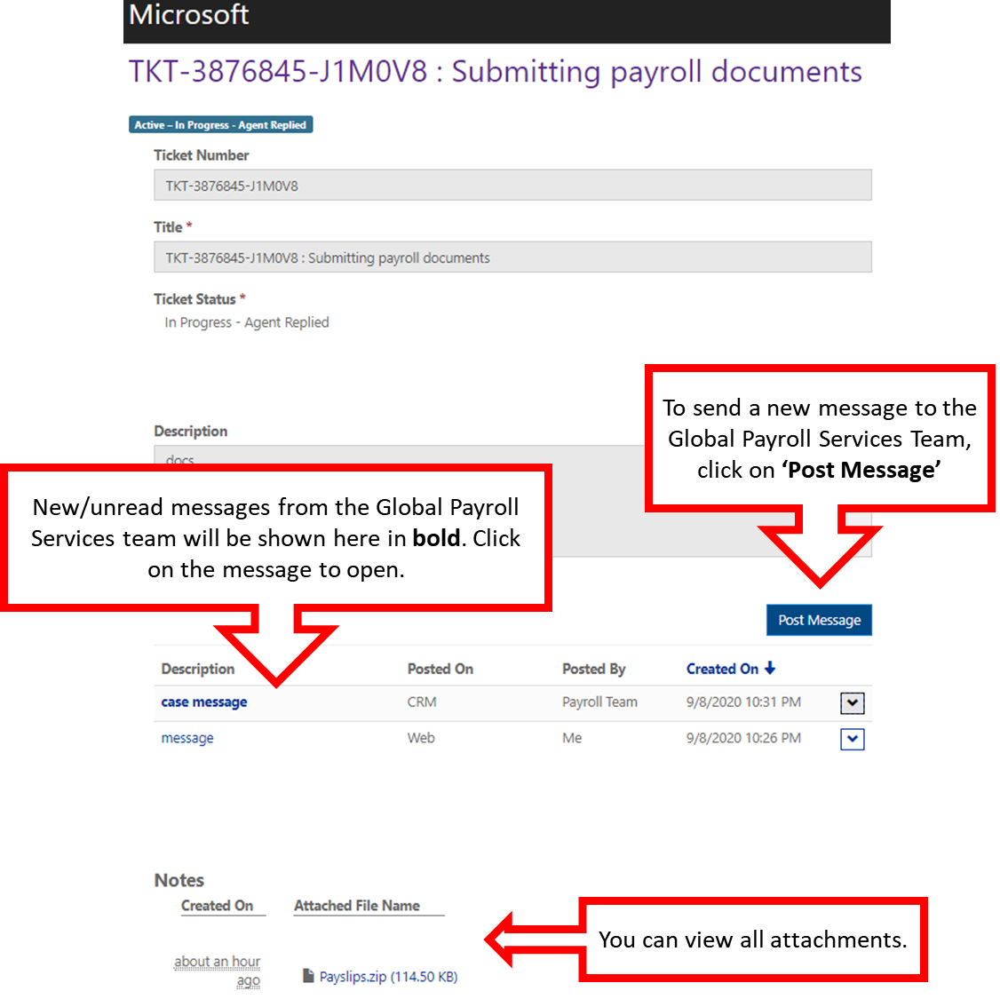 Microsoft
TKT-3876845-J1M0V8 : Submitting payroll documents
Active – In Progress - Agent Replied
Ticket Number
TKT-3876845-J1M0V8
Title *
TKT-3876845-J1M0V8 : Submitting payroll documents
Ticket Status *
In Progress - Agent Replied
To send a new message to the
Global Payroll Services Team,
click on ‘Post Message’
Description
docs
New/unread messages from the Global Payroll
Services team will be shown here in bold. Click
on the message to open.
Post Message
Description Posted On Posted By Created On
case message CRM Payroll Team 9/8/2020 10:31 PM
message Web Me 9/8/2020 10:26 PM
Notes
Created On Attached File Name
You can view all attachments.
about an hour
ago
Payslips.zip (114.50 KB)